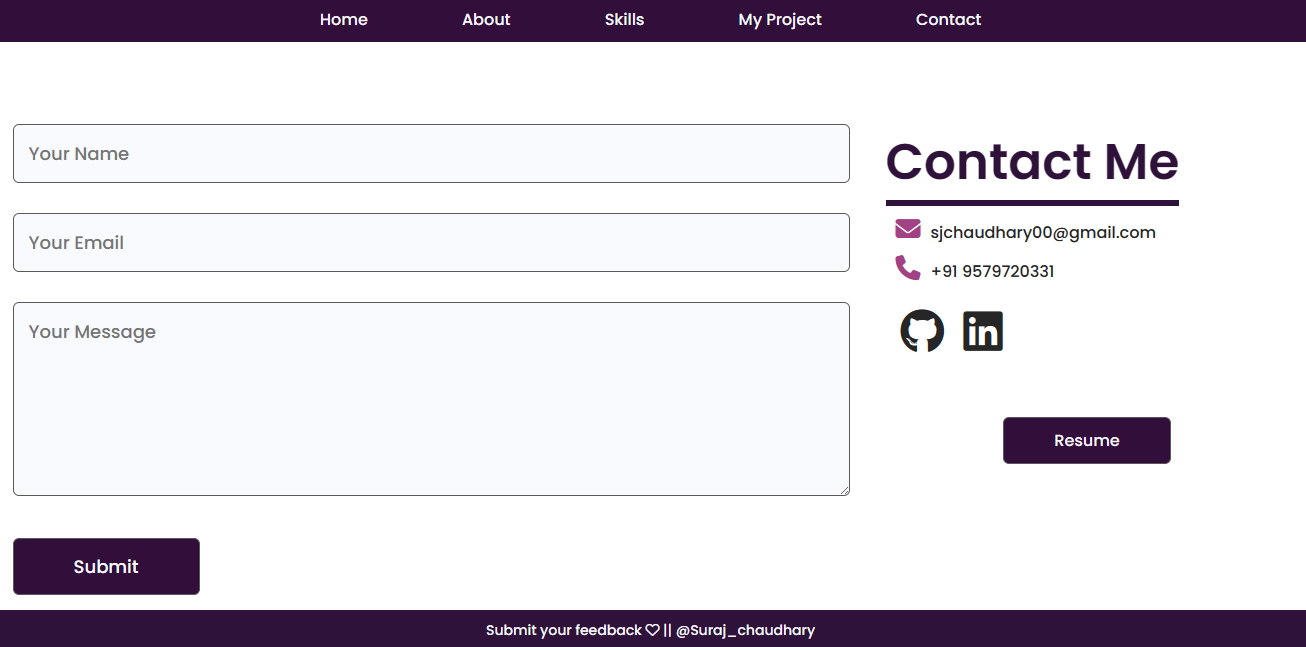 Home About Skills My Project Contact
Your Name
Your Email
Your Message
Submit
Contact Me
sjchaudhary00@gmail.com
+91 9579720331
in
Resume
Submit your feedback ♡ || @Suraj_chaudhary